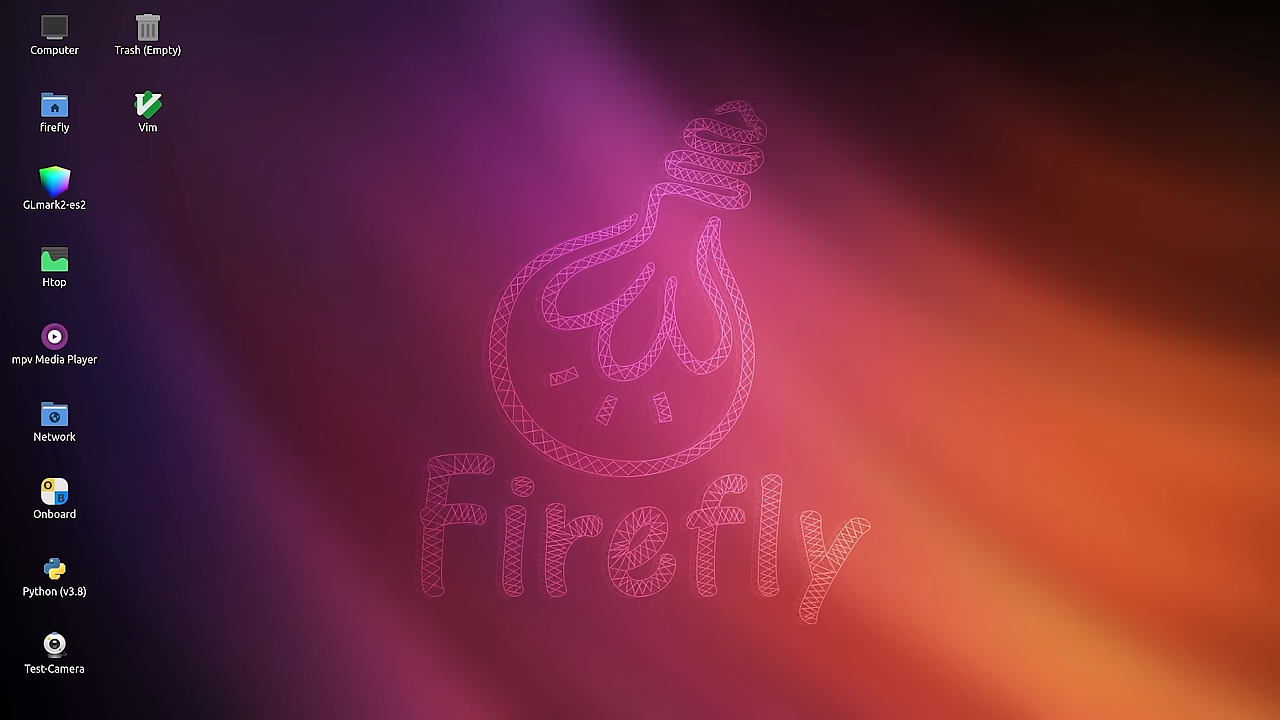 Computer
Trash (Empty)
firefly
Vim
GLmark2-es2
Htop
mpv Media Player
Network
O
B
Onboard
Python (v3.8)
Test-Camera
Firefly